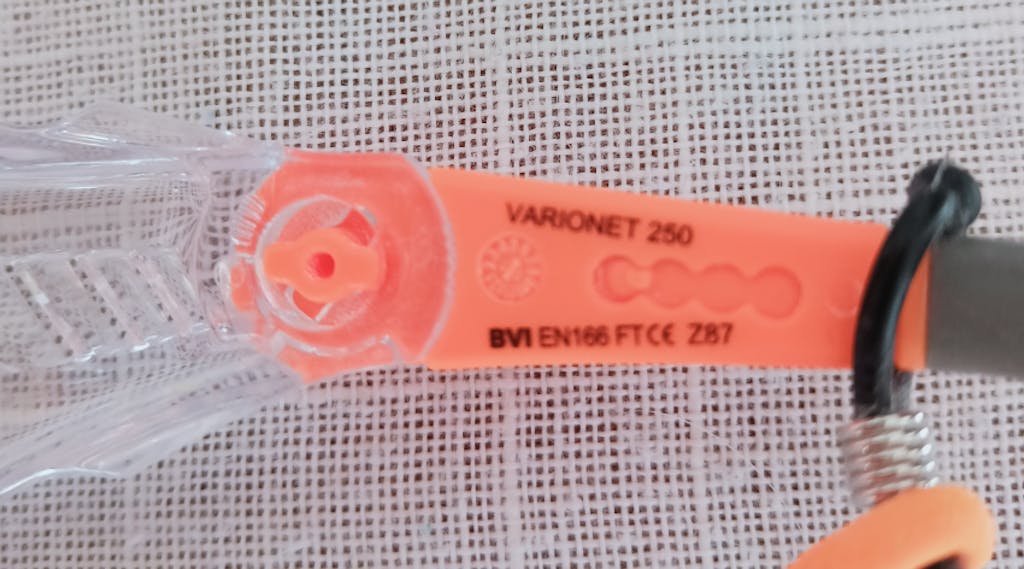 VARIONET 250
BVI EN166 FT CE Z87